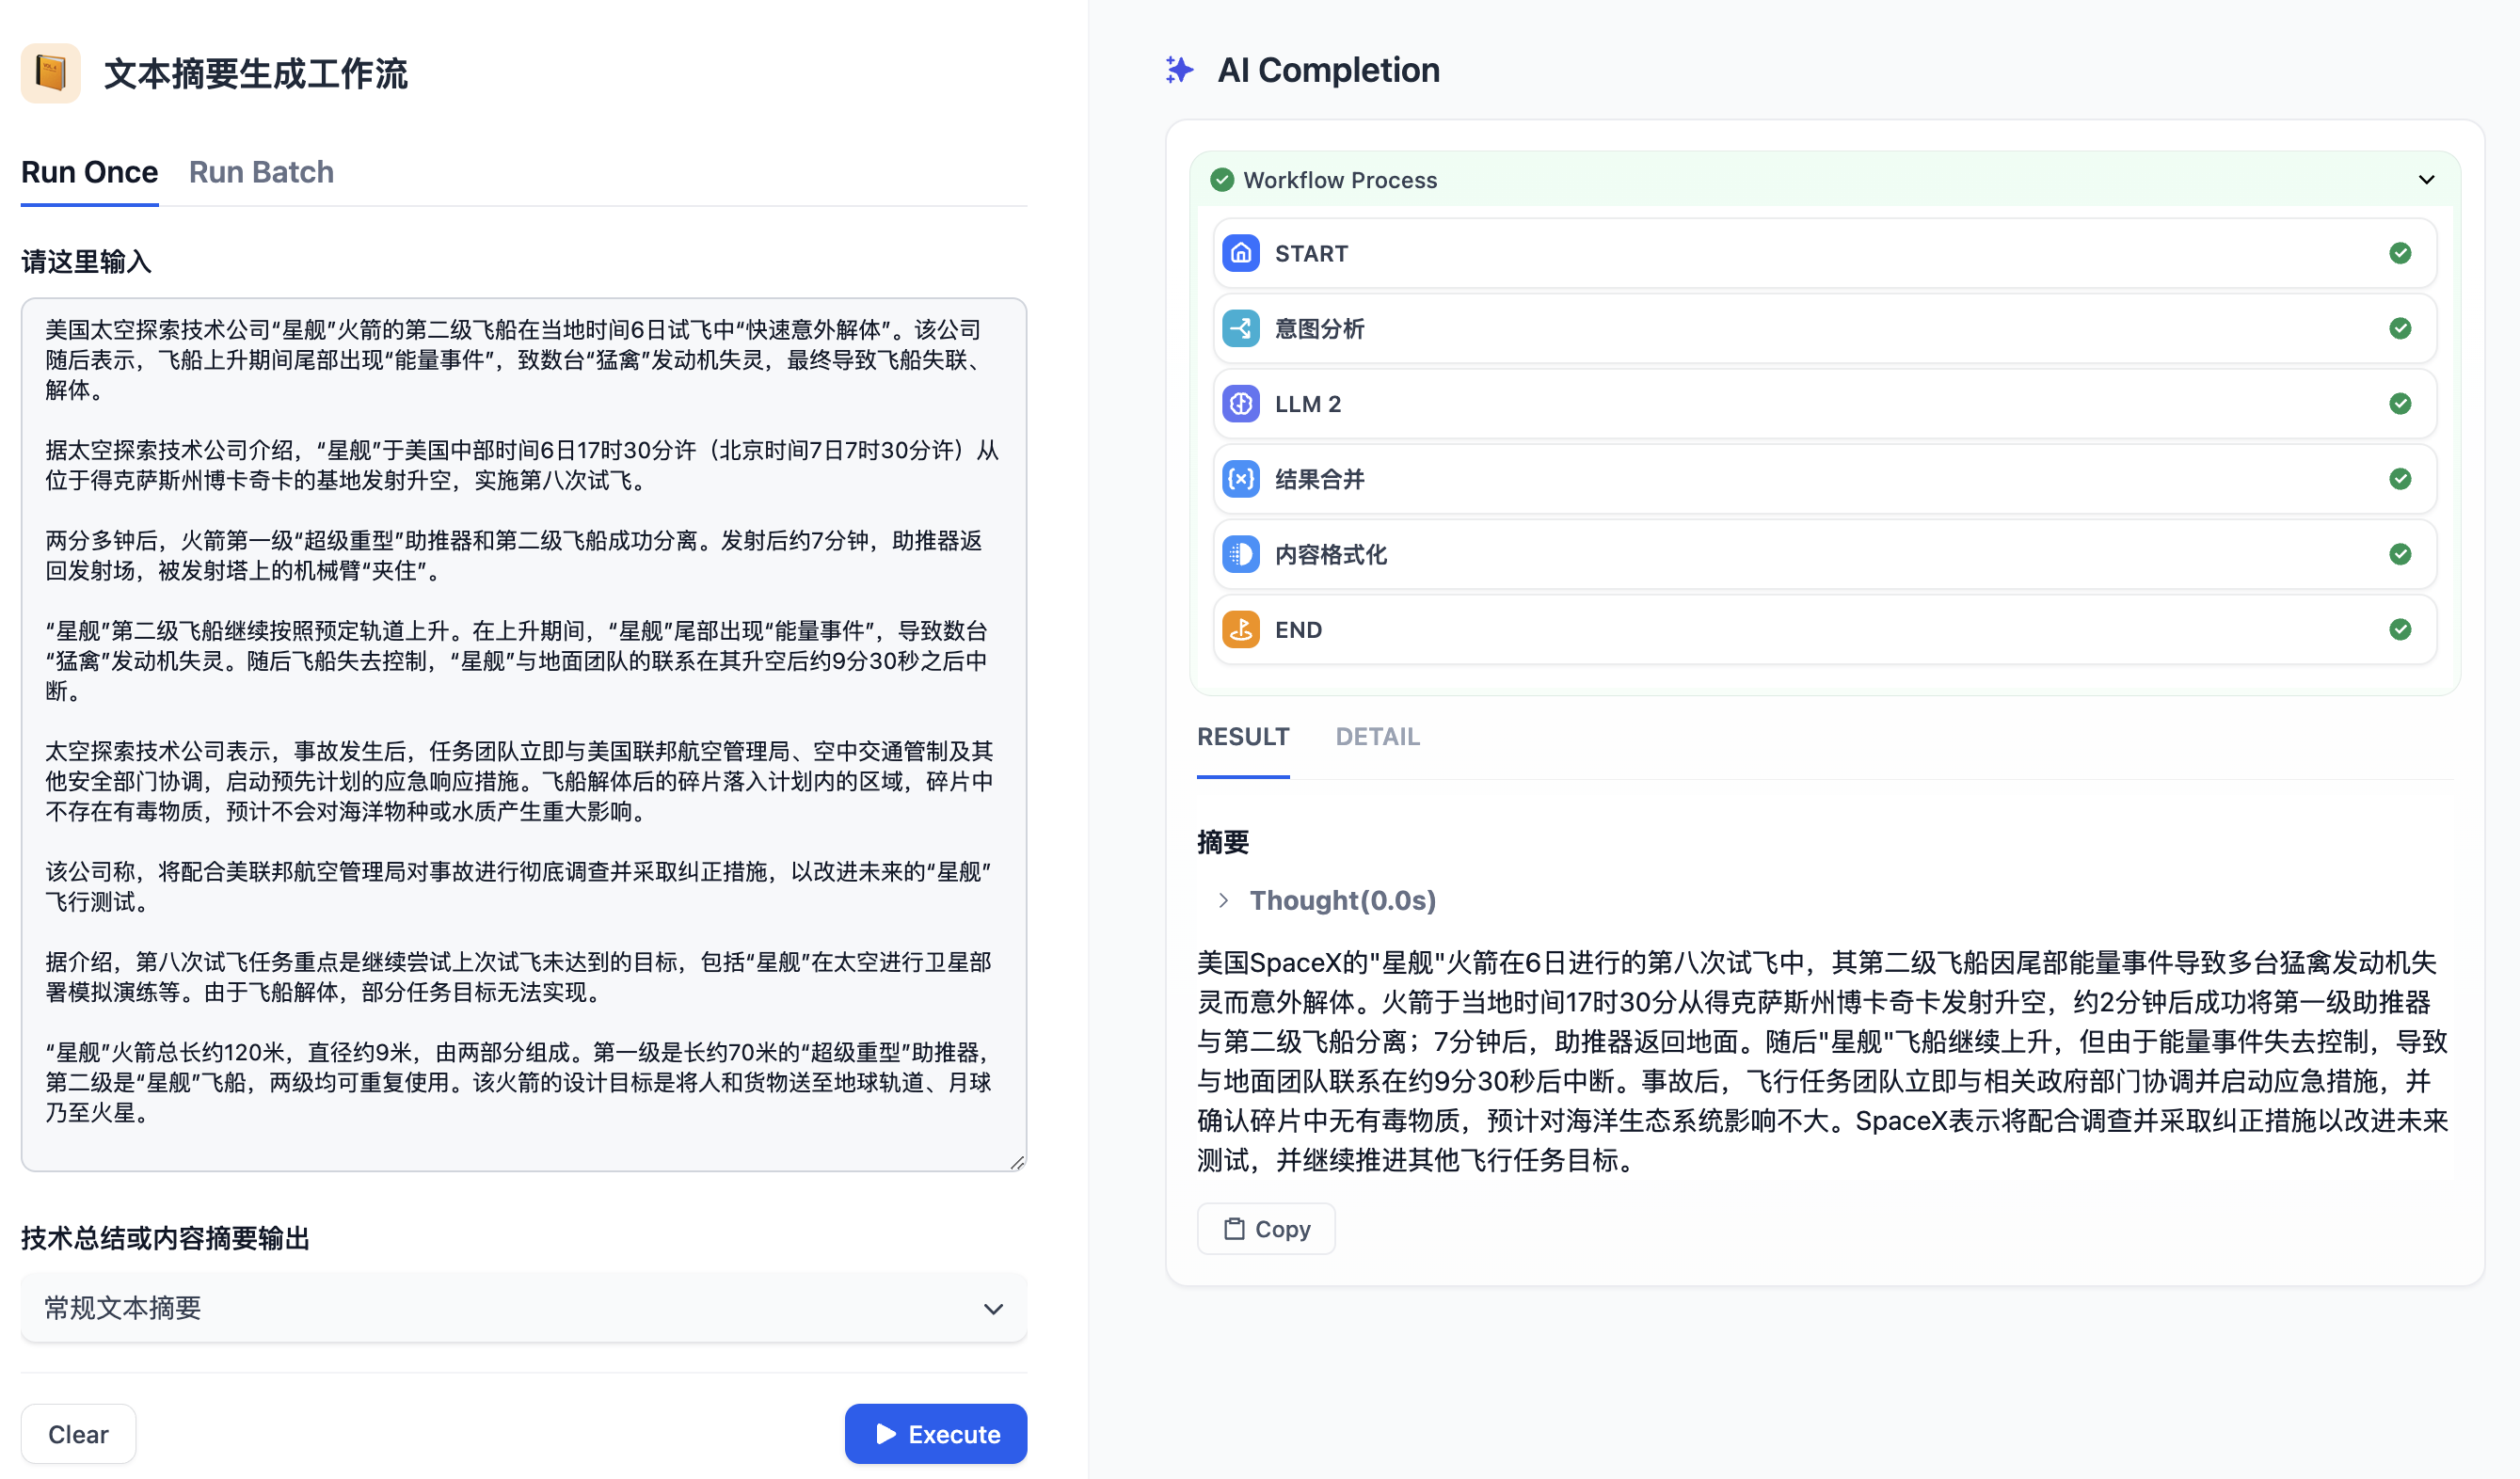 文本摘要生成工作流
Run Once
Run Batch
请这里输入
美国太空探索技术公司“星舰”火箭的第二级飞船在当地时间6日试飞中“快速意外解体”。该公司
随后表示，飞船上升期间尾部出现“能量事件”，致数台“猛禽”发动机失灵，最终导致飞船失联、
解体。
据太空探索技术公司介绍，“星舰”于美国中部时间6日17时30分许（北京时间7日7时30分许）从
位于得克萨斯州博卡奇卡的基地发射升空，实施第八次试飞。
两分多钟后，火箭第一级“超级重型”助推器和第二级飞船成功分离。发射后约7分钟，助推器返
回发射场，被发射塔上的机械臂“夹住”。
“星舰”第二级飞船继续按照预定轨道上升。在上升期间，“星舰”尾部出现“能量事件”，导致数台
“猛禽”发动机失灵。随后飞船失去控制，“星舰”与地面团队的联系在其升空后约9分30秒之后中
断。
太空探索技术公司表示，事故发生后，任务团队立即与美国联邦航空管理局、空中交通管制及其
他安全部门协调，启动预先计划的应急响应措施。飞船解体后的碎片落入计划内的区域，碎片中
不存在有毒物质，预计不会对海洋物种或水质产生重大影响。
该公司称，将配合美联邦航空管理局对事故进行彻底调查并采取纠正措施，以改进未来的“星舰”
飞行测试。
据介绍，第八次试飞任务重点是继续尝试上次试飞未达到的目标，包括“星舰”在太空进行卫星部
署模拟演练等。由于飞船解体，部分任务目标无法实现。
“星舰”火箭总长约120米，直径约9米，由两部分组成。第一级是长约70米的“超级重型”助推器，
第二级是“星舰”飞船，两级均可重复使用。该火箭的设计目标是将人和货物送至地球轨道、月球
乃至火星。
技术总结或内容摘要输出
常规文本摘要
Clear
Execute
AI Completion
Workflow Process
START
意图分析
LLM 2
结果合并
内容格式化
END
RESULT
DETAIL
摘要
Thought(0.0s)
美国SpaceX的"星舰"火箭在6日进行的第八次试飞中，其第二级飞船因尾部能量事件导致多台猛禽发动机失
灵而意外解体。火箭于当地时间17时30分从得克萨斯州博卡奇卡发射升空，约2分钟后成功将第一级助推器
与第二级飞船分离；7分钟后，助推器返回地面。随后"星舰"飞船继续上升，但由于能量事件失去控制，导致
与地面团队联系在约9分30秒后中断。事故后，飞行任务团队立即与相关政府部门协调并启动应急措施，并
确认碎片中无有毒物质，预计对海洋生态系统影响不大。SpaceX表示将配合调查并采取纠正措施以改进未来
测试，并继续推进其他飞行任务目标。
Copy